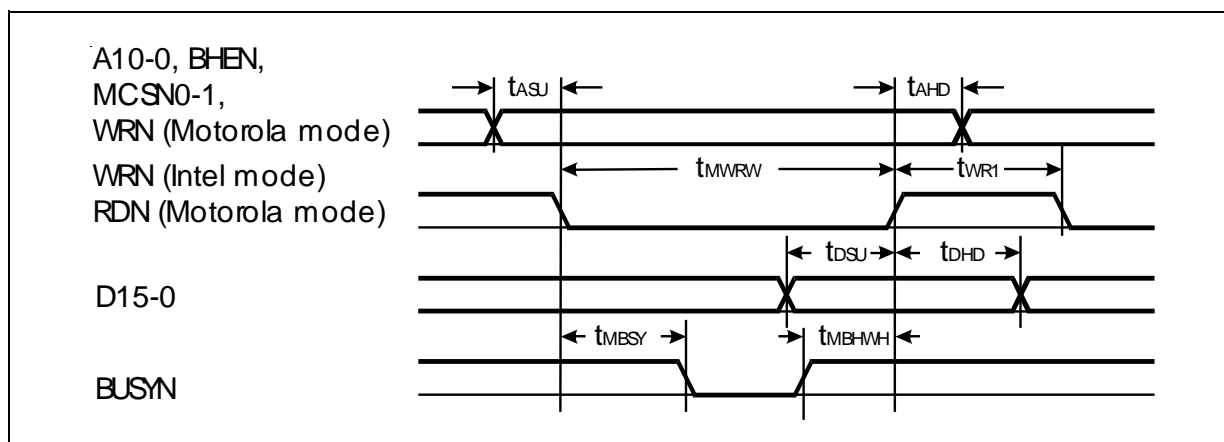 A10-0, BHEN,
MCSN0-1,
WRN (Motorola mode)
WRN (Intel mode)
RDN (Motorola mode)
D15-0
BUSYN
tASU
tAHD
tMWRW
tWR1
tDSU
tDHD
tMBSY
tMBHWH